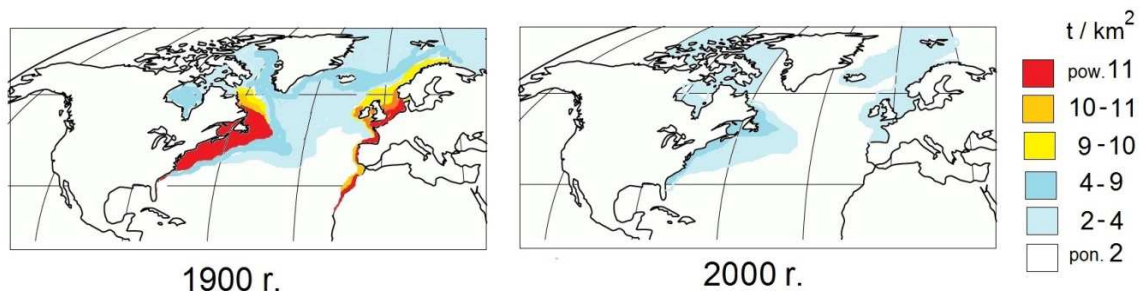 t / km²
pow. 11
10 - 11
9 - 10
4 - 9
2 - 4
pon. 2
1900 r.
2000 r.